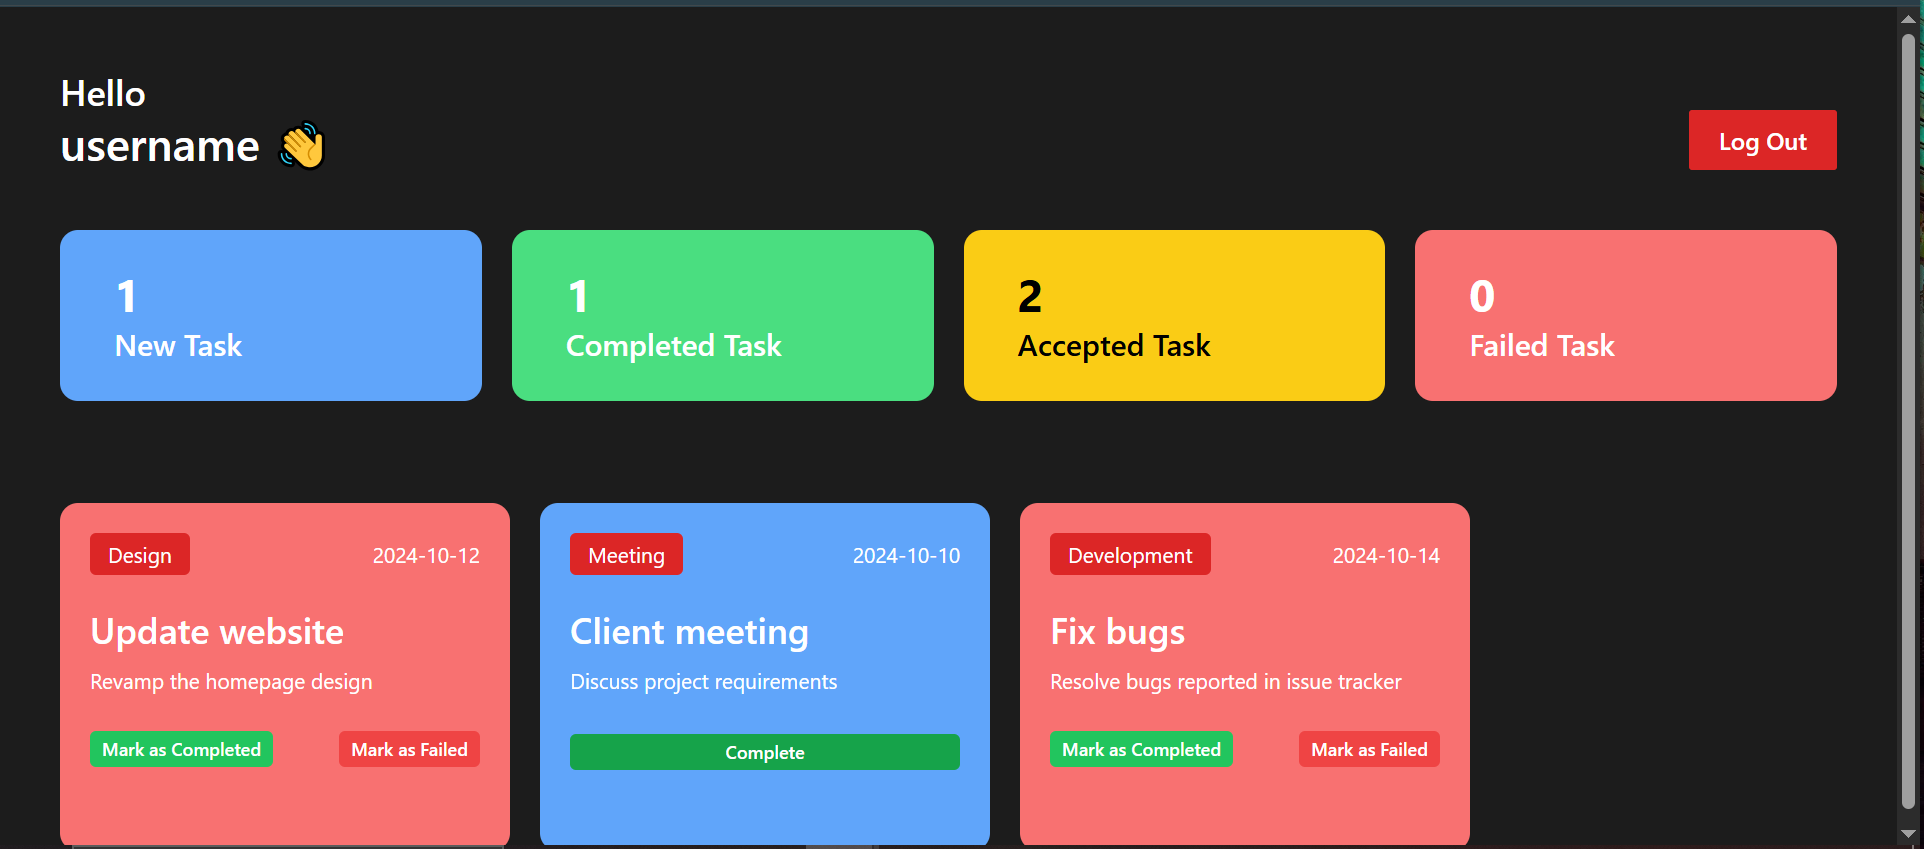 Hello
username 👋
Log Out
1
New Task
1
Completed Task
2
Accepted Task
0
Failed Task
Design 2024-10-12
Update website
Revamp the homepage design
Mark as Completed Mark as Failed
Meeting 2024-10-10
Client meeting
Discuss project requirements
Complete
Development 2024-10-14
Fix bugs
Resolve bugs reported in issue tracker
Mark as Completed Mark as Failed